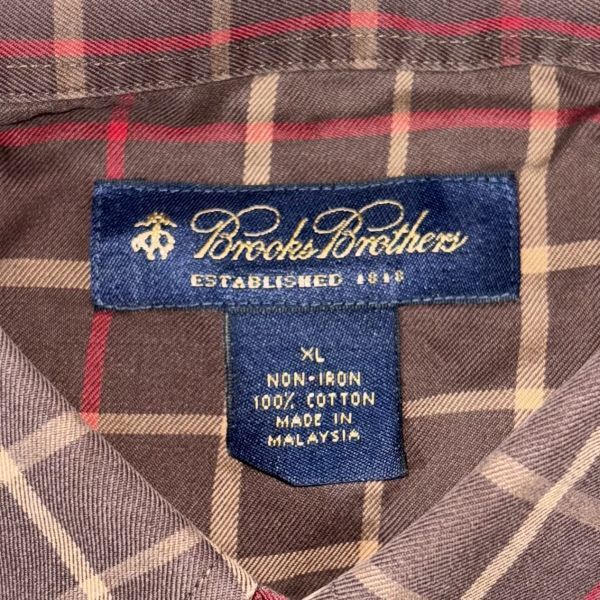 Brooks Brothers
ESTABLISHED 1818
XL
NON-IRON
100% COTTON
MADE IN
MALAYSIA